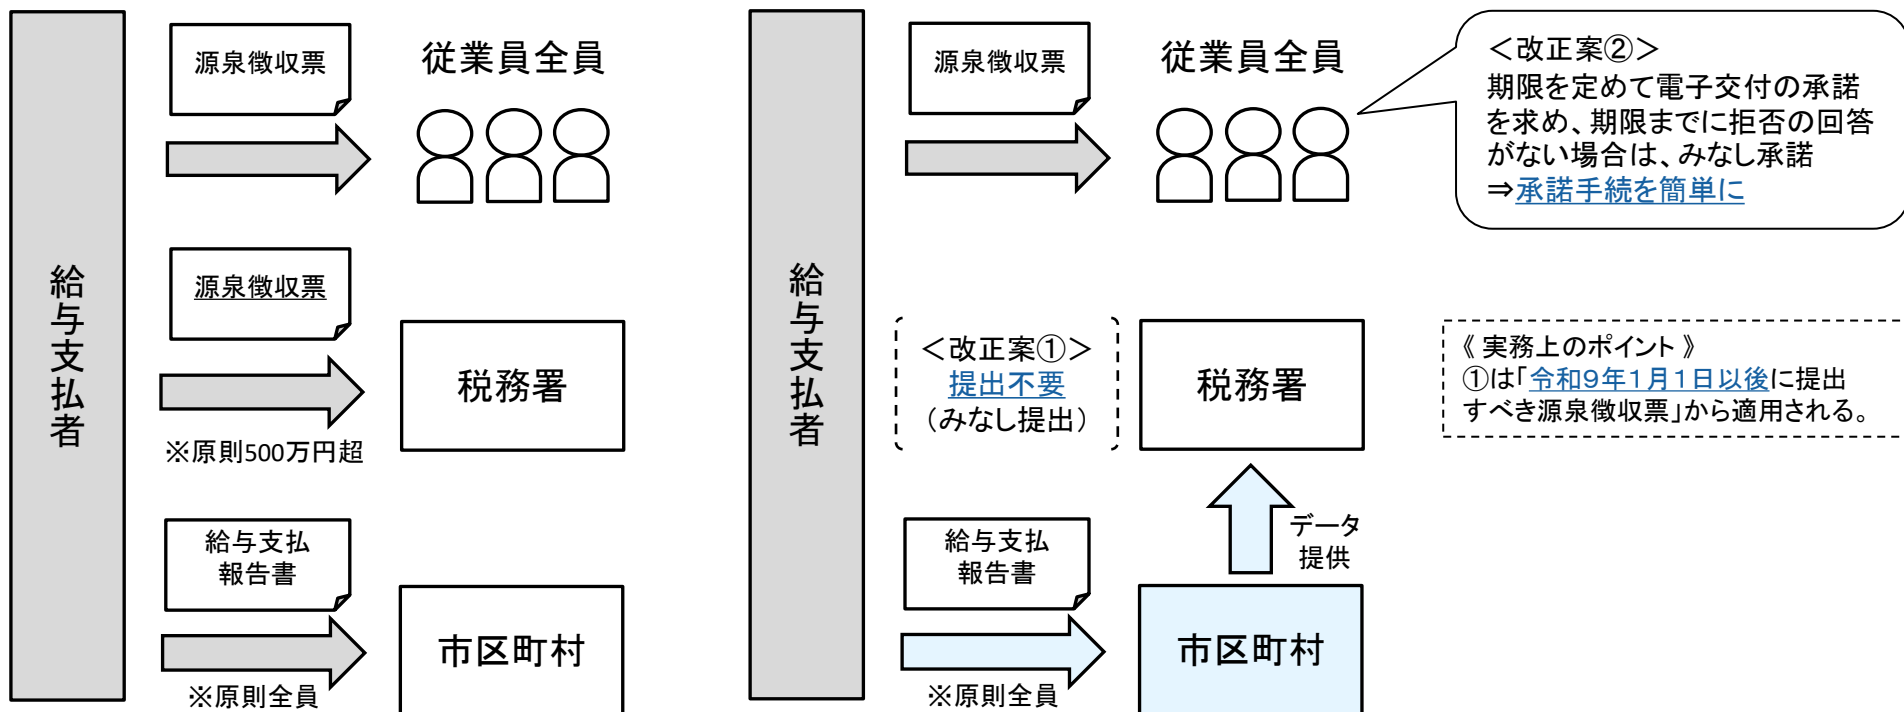 給与支払者
源泉徴収票
従業員全員
源泉徴収票
※原則500万円超
税務署
給与支払
報告書
※原則全員
市区町村
給与支払者
源泉徴収票
従業員全員
＜改正案②＞
期限を定めて電子交付の承諾
を求め、期限までに拒否の回答
がない場合は、みなし承諾
⇒承諾手続を簡単に
＜改正案①＞
提出不要
（みなし提出）
税務署
《 実務上のポイント 》
①は「令和９年１月１日以後に提出
すべき源泉徴収票」から適用される。
データ
提供
給与支払
報告書
※原則全員
市区町村